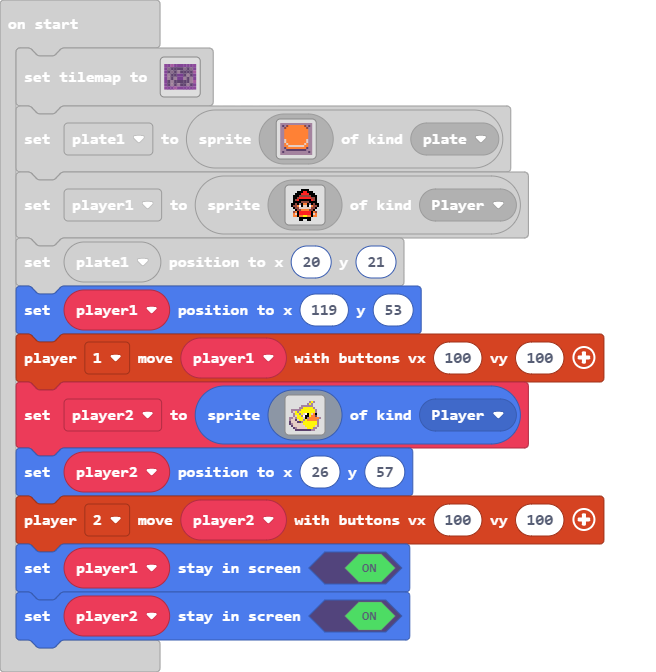 on start
set tilemap to
set plate1 to sprite of kind plate
set player1 to sprite of kind Player
set plate1 position to x 20 y 21
set player1 position to x 119 y 53
player 1 move player1 with buttons vx 100 vy 100
set player2 to sprite of kind Player
set player2 position to x 26 y 57
player 2 move player2 with buttons vx 100 vy 100
set player1 stay in screen ON
set player2 stay in screen ON